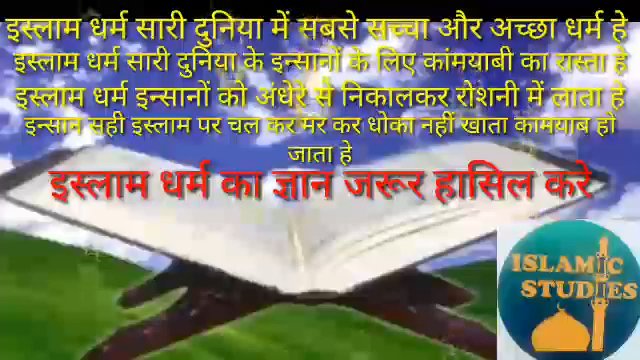 इस्लाम धर्म सारी दुनिया में सबसे सच्चा और अच्छा धर्म हे
इस्लाम धर्म सारी दुनिया के इन्सानों के लिए कांमयाबी का रास्ता हे
इस्लाम धर्म इन्सानों को अंधेरे से निकालकर रोशनी में लाता हे
इन्सान सही इस्लाम पर चल कर मर कर धोका नहीं खाता कामयाब हो
जाता हे
इस्लाम धर्म का ज्ञान जरूर हासिल करे
ISLAMIC
STUDIES